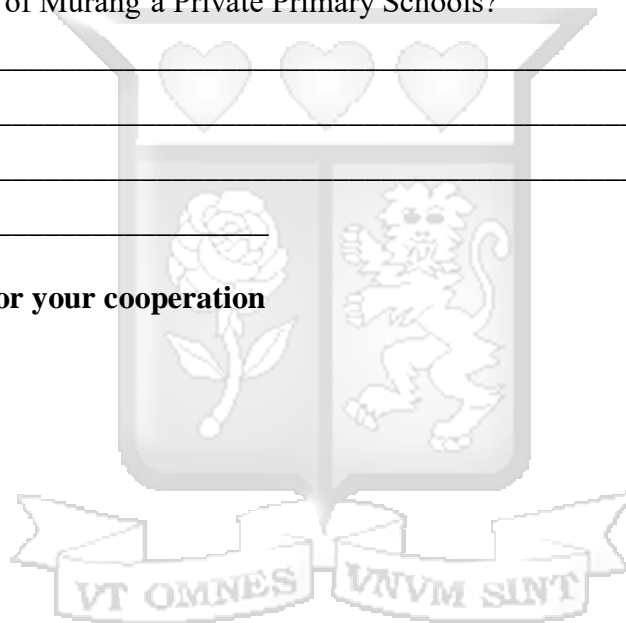 of Murang'a Private Primary Schools?
or your cooperation
VT OMNES VNVM SINT